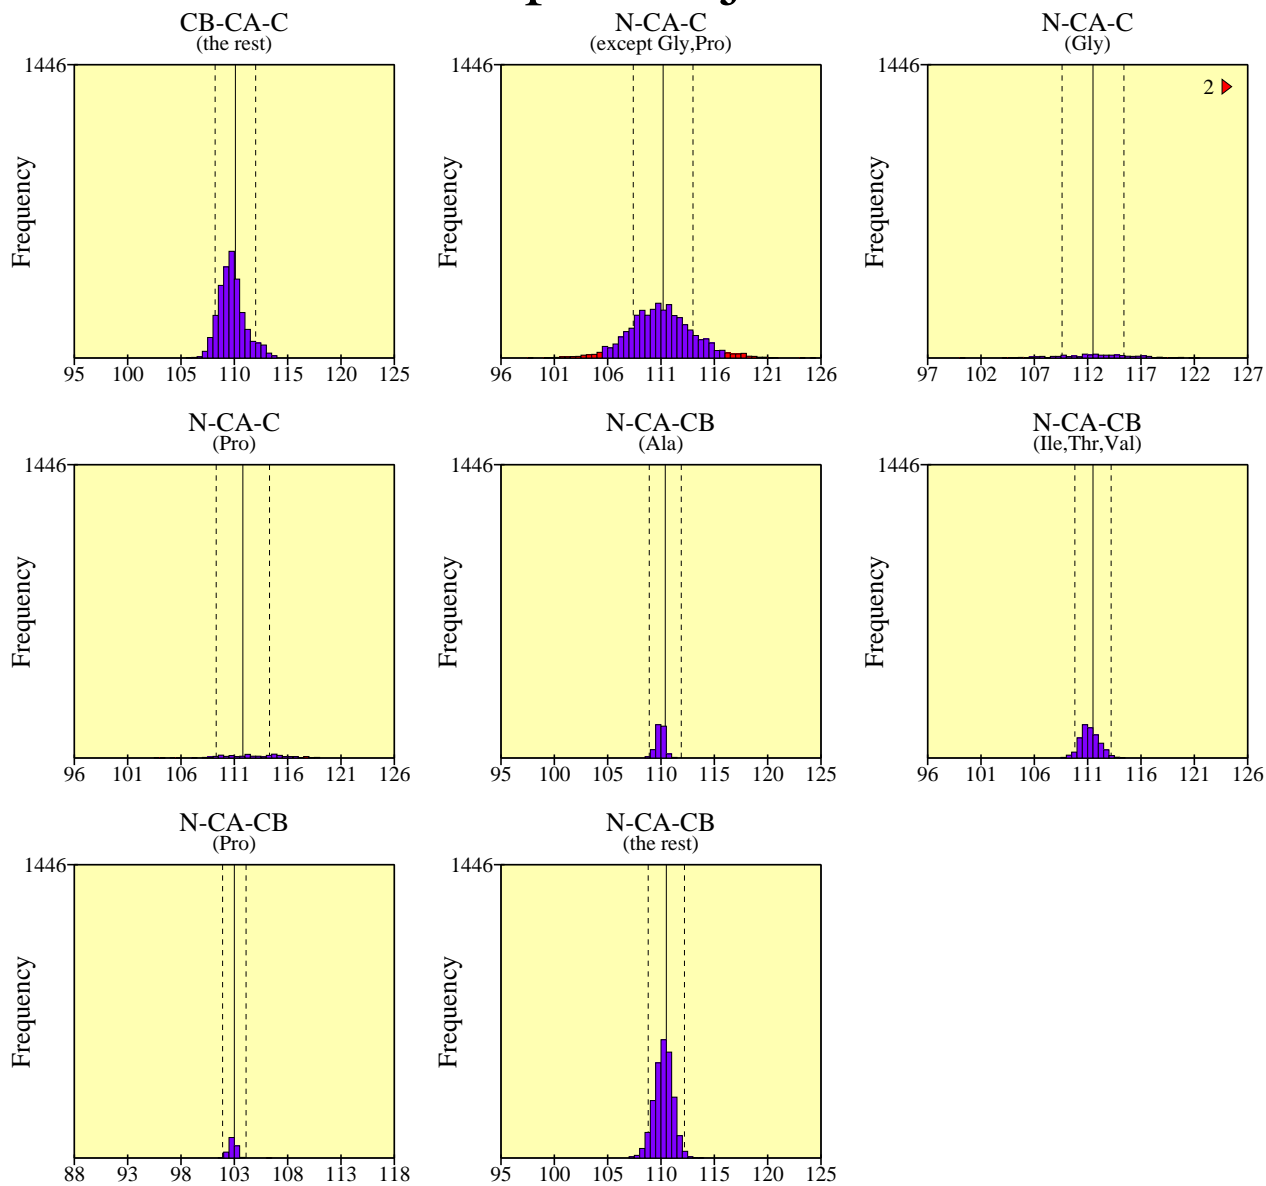 CB-CA-C N-CA-C N-CA-C
(the rest) (except Gly,Pro) (Gly)
1446 1446 1446
2
Frequency Frequency Frequency
95 100 105 110 115 120 125 96 101 106 111 116 121 126 97 102 107 112 117 122 127
N-CA-C N-CA-CB N-CA-CB
(Pro) (Ala) (Ile,Thr,Val)
1446 1446 1446
Frequency Frequency Frequency
96 101 106 111 116 121 126 95 100 105 110 115 120 125 96 101 106 111 116 121 126
N-CA-CB N-CA-CB
(Pro) (the rest)
1446 1446
Frequency Frequency
88 93 98 103 108 113 118 95 100 105 110 115 120 125